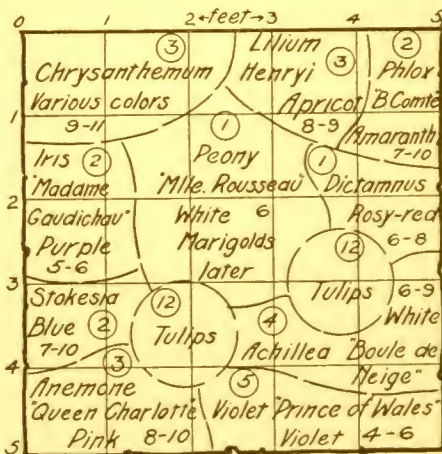 0 1 2 ←feet→ 3 4 5
1
2
3
4
5
③
Chrysanthemum
Various colors
9-11
Lilium
Henryi ③
Apricot
8-9
②
Phlox
"B.Comte"
Amaranth
7-10
Iris ②
"Madame
Gaudichau"
Purple
5-6
①
Peony
"Mlle. Rousseau"
White 6
Marigolds
later
①
Dictamnus
Rosy-red
6-8
⑫
Tulips
Stokesia
Blue ②
7-10
⑫
Tulips
④
Achillea "Boule de
Neige"
6-9
White
③
Anemone
"Queen Charlotte"
Pink 8-10
⑤
Violet "Prince of Wales"
Violet 4-6